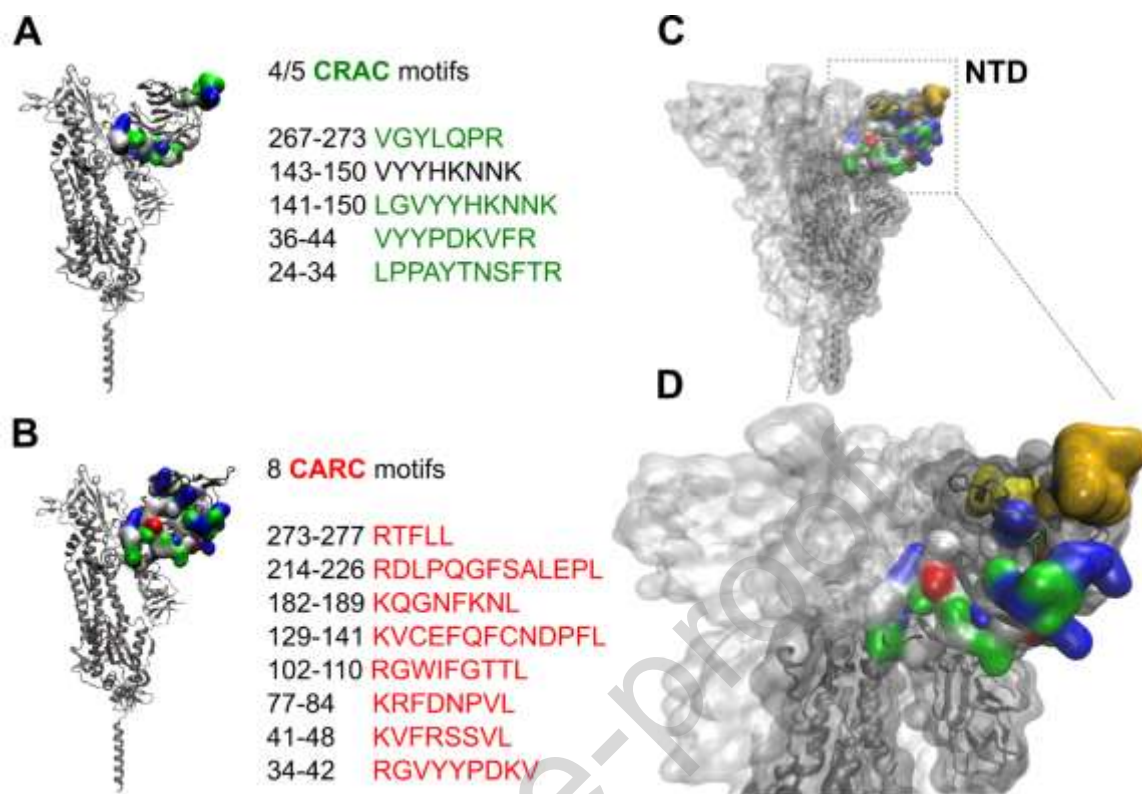 A
4/5 CRAC motifs
267-273 VGYLQPR
143-150 VYYHKNNK
141-150 LGVYYHKNNK
36-44 VYYPDKVFR
24-34 LPPAYTNSFTR
B
8 CARC motifs
273-277 RTFLL
214-226 RDLPQGFSALEPL
182-189 KQGNFKNL
129-141 KVCEFQFCNDPFL
102-110 RGWIFGTTL
77-84 KRFDNPVL
41-48 KVFRSSVL
34-42 RGVYYPDKV
C
NTD
D
e-proo